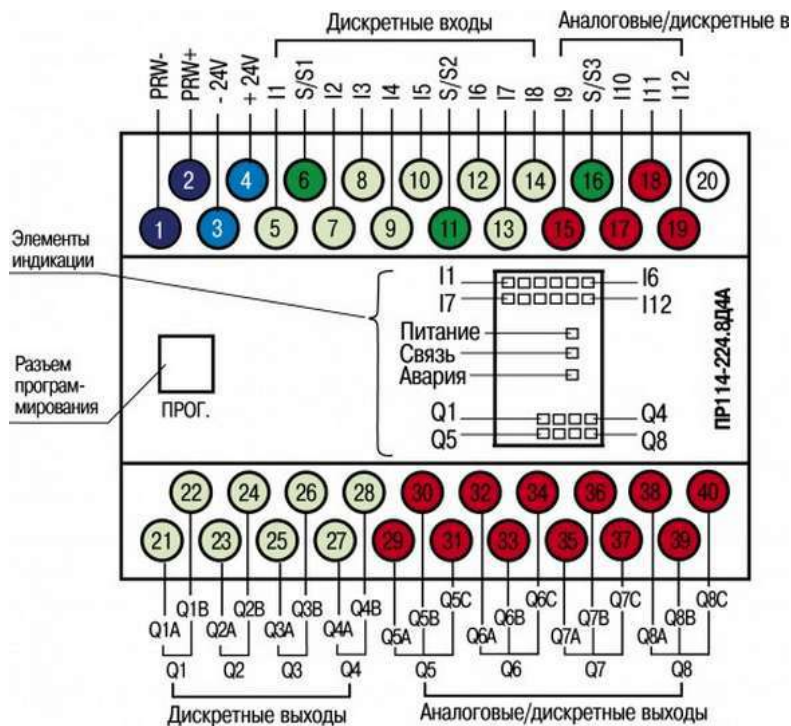 Дискретные входы
Аналоговые/дискретные в
PRW-
PRW+
- 24V
+ 24V
I1
S/S1
I2
I3
I4
I5
S/S2
I6
I7
I8
I9
S/S3
I10
I11
I12
2 4 6 8 10 12 14 16 18 20
1 3 5 7 9 11 13 15 17 19
Элементы
индикации
I1 I6
I7 I12
Питание
Связь
Авария
Q1 Q4
Q5 Q8
Разъем
програм-
мирования
ПРОГ.
ПР114-224.8Д4А
22 24 26 28 30 32 34 36 38 40
21 23 25 27 29 31 33 35 37 39
Q1A Q1B Q2A Q2B Q3A Q3B Q4A Q4B Q5A Q5B Q5C Q6A Q6B Q6C Q7A Q7B Q7C Q8A Q8B Q8C
Q1 Q2 Q3 Q4 Q5 Q6 Q7 Q8
Дискретные выходы
Аналоговые/дискретные выходы